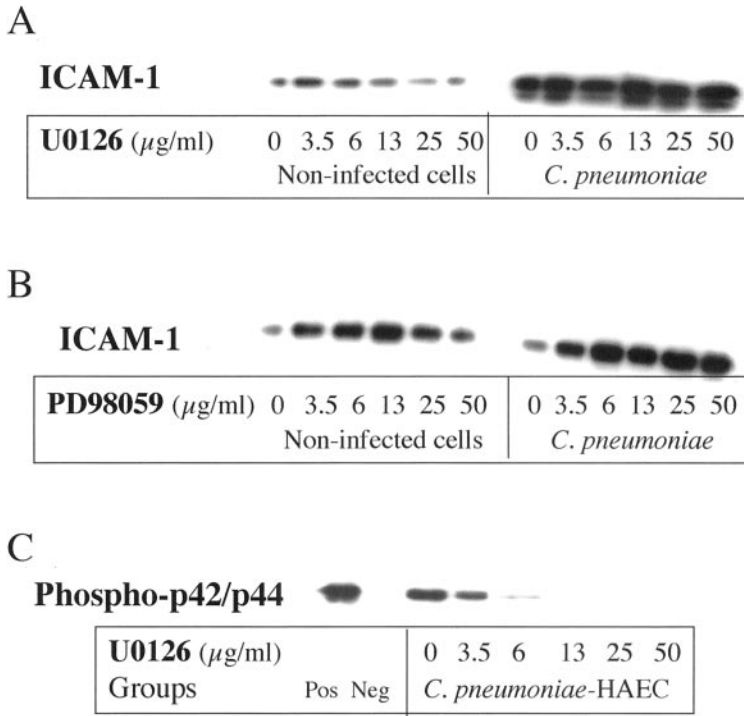 A
ICAM-1
U0126 (μg/ml) 0 3.5 6 13 25 50 0 3.5 6 13 25 50
Non-infected cells C. pneumoniae
B
ICAM-1
PD98059 (μg/ml) 0 3.5 6 13 25 50 0 3.5 6 13 25 50
Non-infected cells C. pneumoniae
C
Phospho-p42/p44
U0126 (μg/ml) 0 3.5 6 13 25 50
Groups Pos Neg C. pneumoniae-HAEC